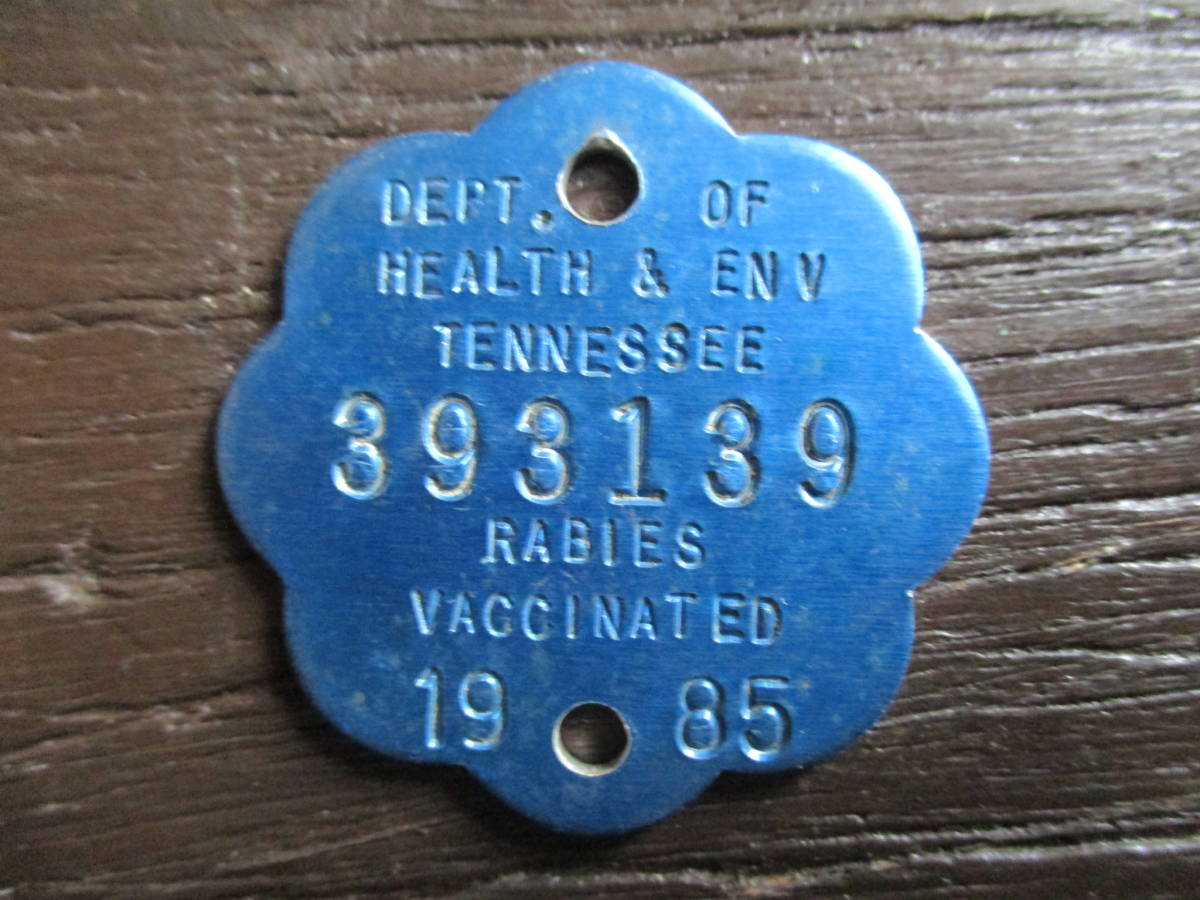 DEPT. OF
HEALTH & ENV
TENNESSEE
393139
RABIES
VACCINATED
19 85